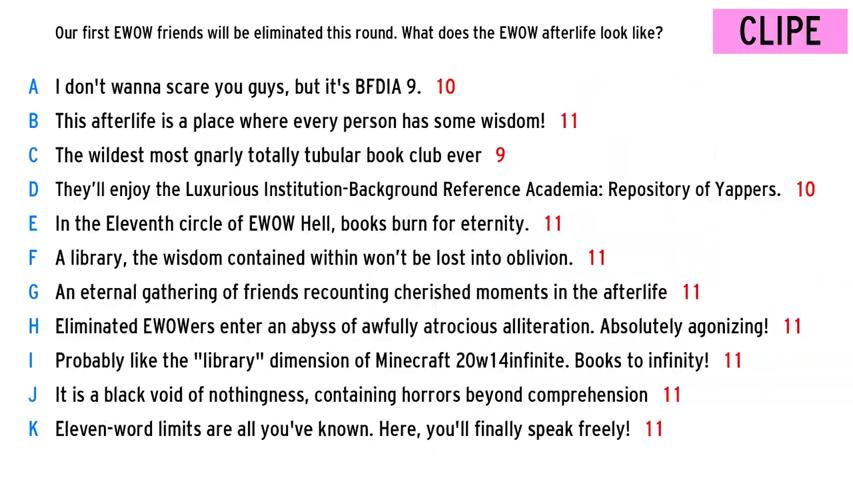 Our first EWOW friends will be eliminated this round. What does the EWOW afterlife look like?
CLIPE
A I don't wanna scare you guys, but it's BFDIA 9. 10
B This afterlife is a place where every person has some wisdom! 11
C The wildest most gnarly totally tubular book club ever 9
D They’ll enjoy the Luxurious Institution-Background Reference Academia: Repository of Yappers. 10
E In the Eleventh circle of EWOW Hell, books burn for eternity. 11
F A library, the wisdom contained within won’t be lost into oblivion. 11
G An eternal gathering of friends recounting cherished moments in the afterlife 11
H Eliminated EWOWers enter an abyss of awfully atrocious alliteration. Absolutely agonizing! 11
I Probably like the "library" dimension of Minecraft 20w14infinite. Books to infinity! 11
J It is a black void of nothingness, containing horrors beyond comprehension 11
K Eleven-word limits are all you've known. Here, you'll finally speak freely! 11